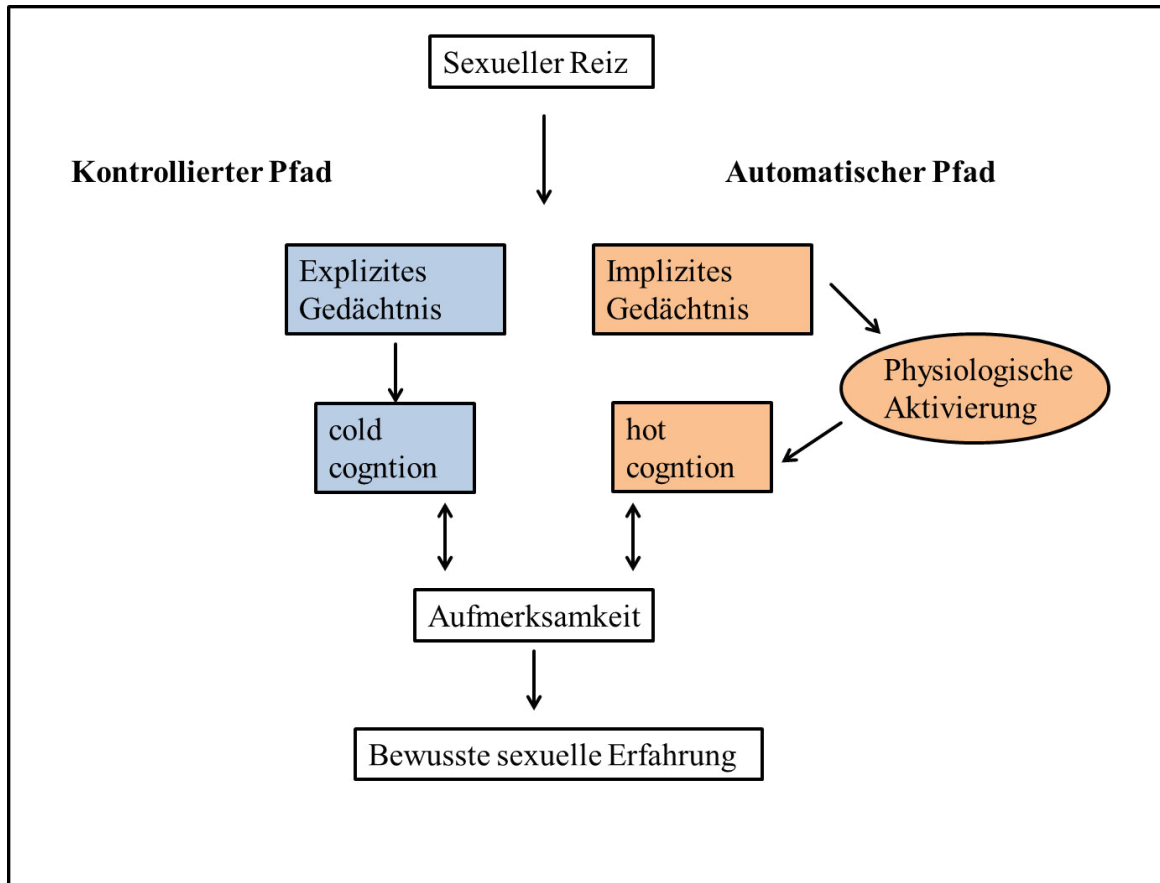 Sexueller Reiz
Kontrollierter Pfad
Automatischer Pfad
Explizites
Gedächtnis
Implizites
Gedächtnis
Physiologische
Aktivierung
cold
cogntion
hot
cogntion
Aufmerksamkeit
Bewusste sexuelle Erfahrung